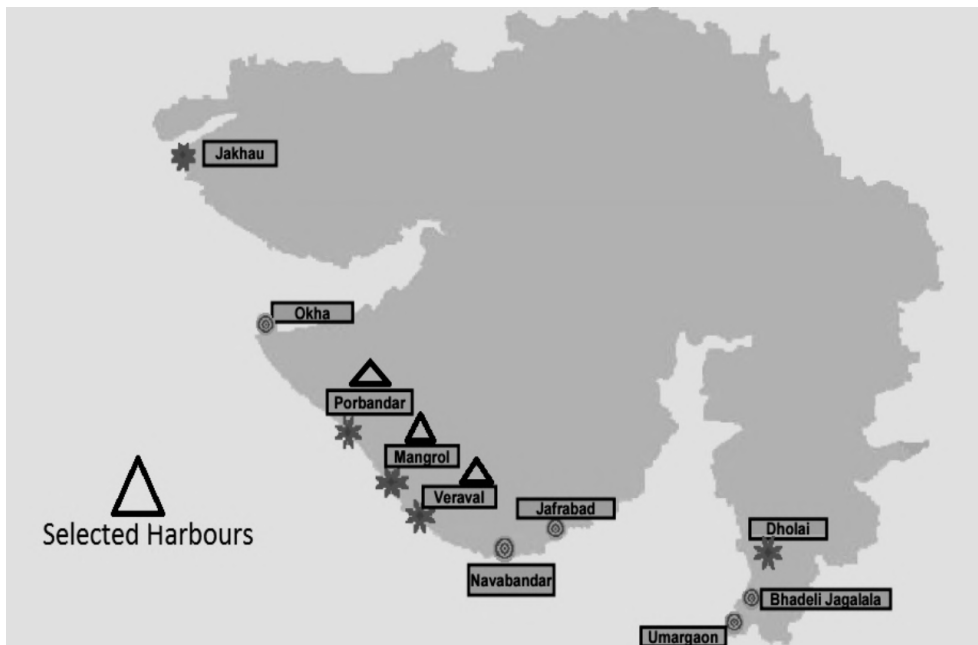 Jakhau
Okha
Porbandar
Mangrol
Veraval
Selected Harbours
Jafrabad
Dholai
Navabandar
Bhadeli Jagalala
Umargaon